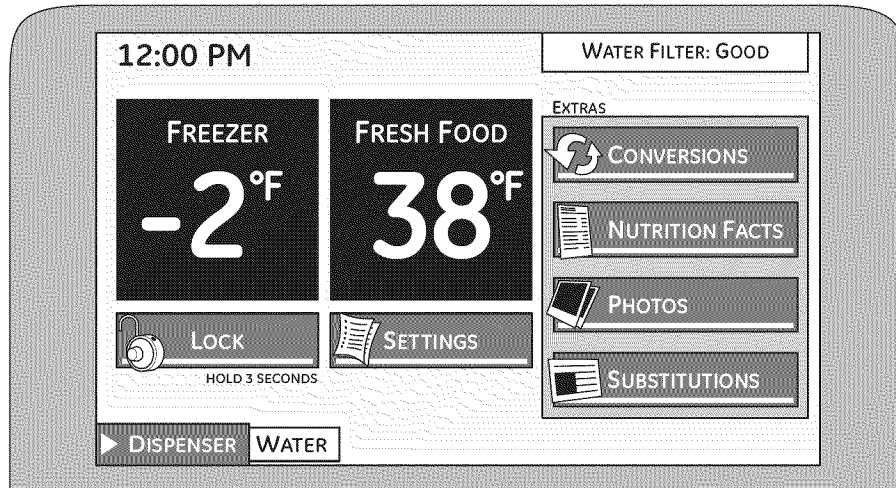 12:00 PM
WATER FILTER: GOOD
FREEZER
-2°F
FRESH FOOD
38°F
EXTRAS
CONVERSIONS
NUTRITION FACTS
PHOTOS
SUBSTITUTIONS
LOCK
HOLD 3 SECONDS
SETTINGS
DISPENSER WATER